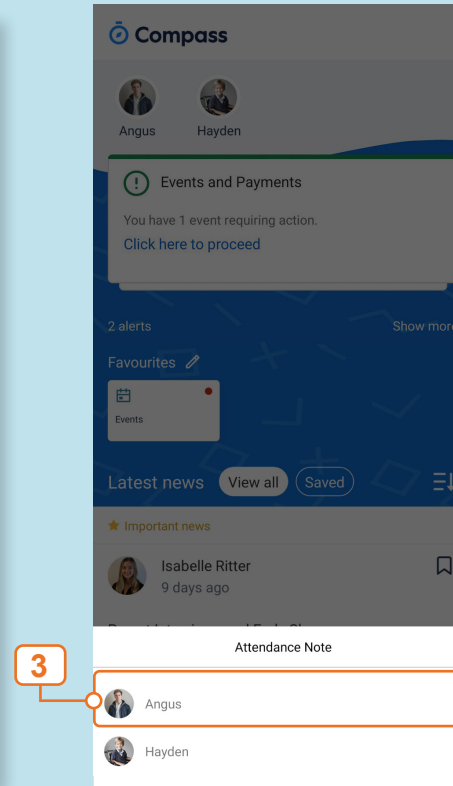 Compass
Angus Hayden
Events and Payments
You have 1 event requiring action.
Click here to proceed
2 alerts Show more
Favourites
Events
Latest news View all Saved
Important news
Isabelle Ritter
9 days ago
Attendance Note
3
Angus
Hayden